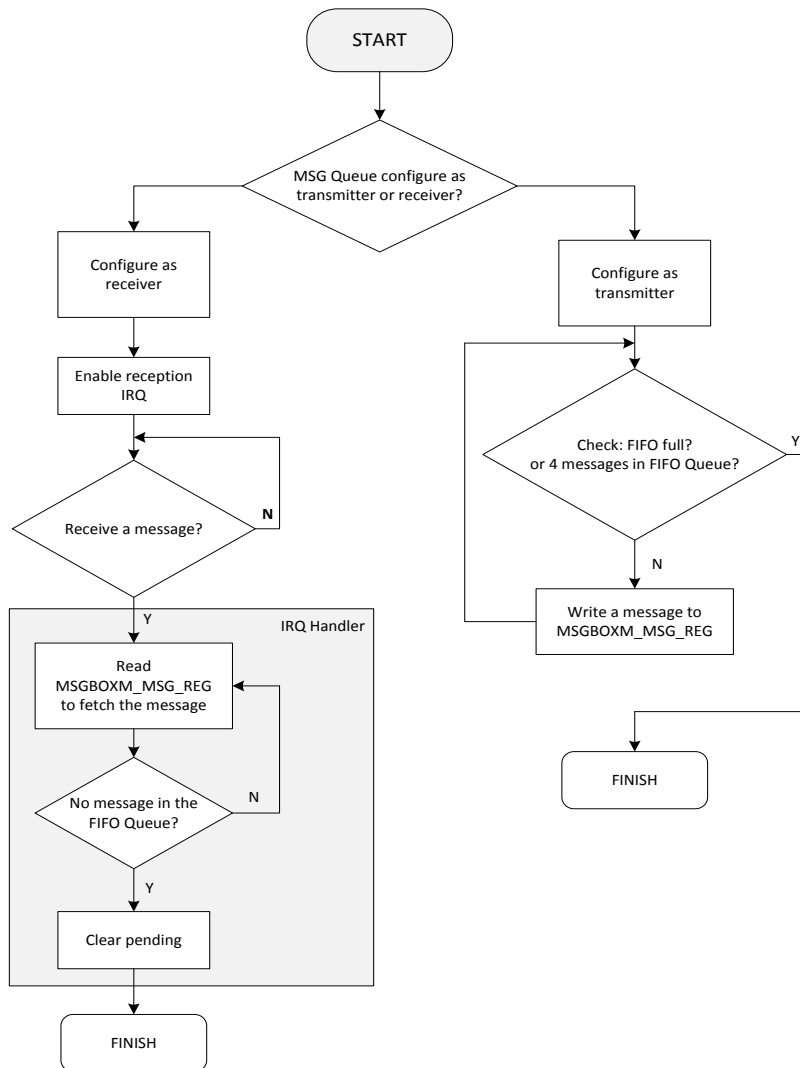 START
MSG Queue configure as
transmitter or receiver?
Configure as
receiver
Configure as
transmitter
Enable reception
IRQ
Check: FIFO full?
or 4 messages in FIFO Queue?
Y
Receive a message?
N
N
Write a message to
MSGBOXM_MSG_REG
Y
IRQ Handler
Read
MSGBOXM_MSG_REG
to fetch the message
FINISH
No message in the
FIFO Queue?
N
Y
Clear pending
FINISH